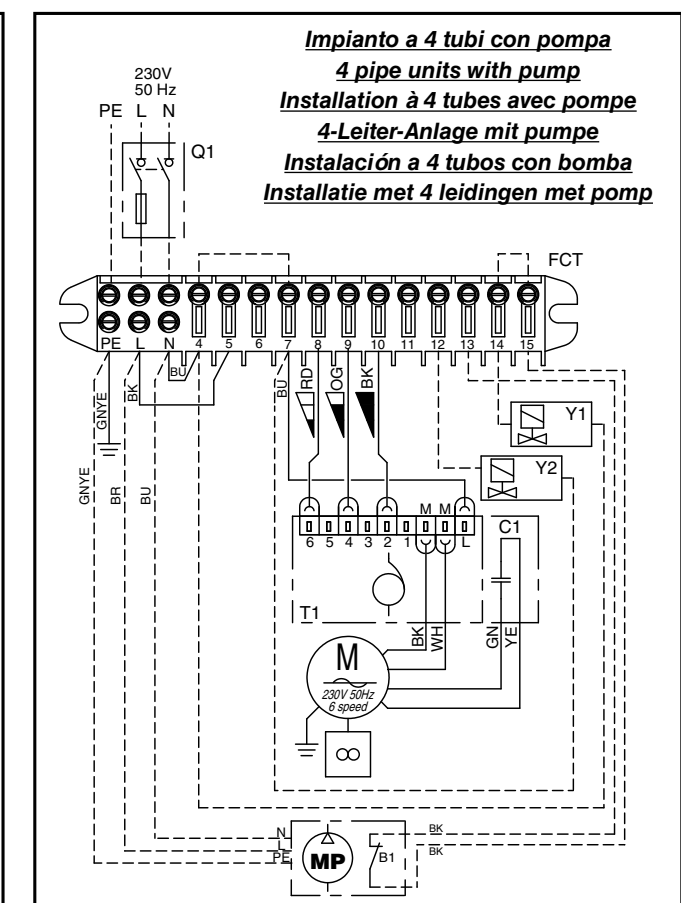 Impianto a 4 tubi con pompa
4 pipe units with pump
Installation à 4 tubes avec pompe
4-Leiter-Anlage mit pumpe
Instalación a 4 tubos con bomba
Installatie met 4 leidingen met pomp
230V
50 Hz
PE L N
Q1
FCT
PE L N 4 5 6 7 8 9 10 11 12 13 14 15
GNYE
BK
BU
BU
RD
OG
BK
GNYE
BR
BU
Y1
Y2
M M
6 5 4 3 2 1 L
C1
T1
BK
WH
GN
YE
M
230V 50Hz
6 speed
N
L
PE
MP
B1
BK
BK